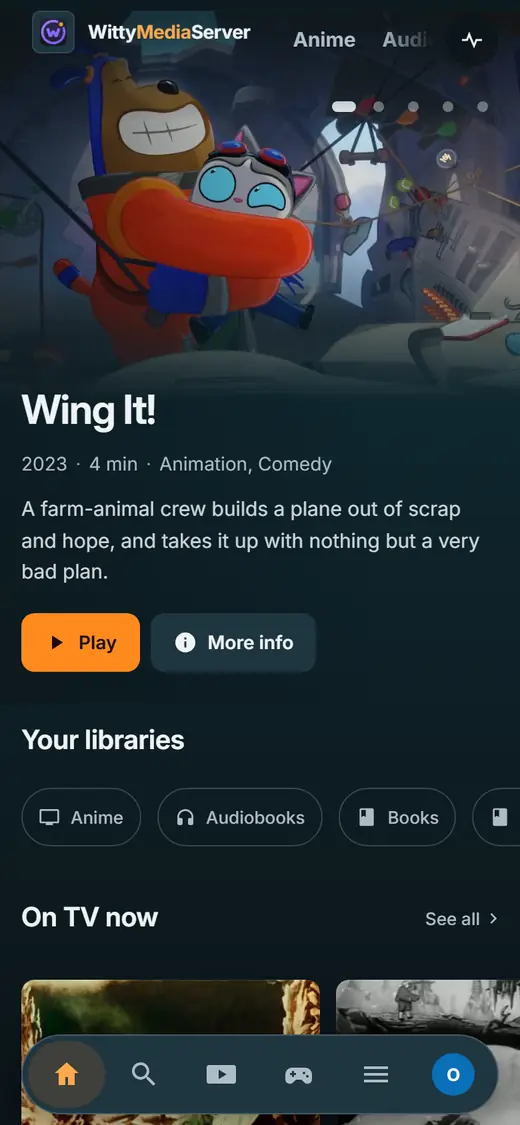 WittyMediaServer
Anime
Audi
Wing It!
2023 · 4 min · Animation, Comedy
A farm-animal crew builds a plane out of scrap
and hope, and takes it up with nothing but a very
bad plan.
Play
More info
Your libraries
Anime
Audiobooks
Books
On TV now
See all
O